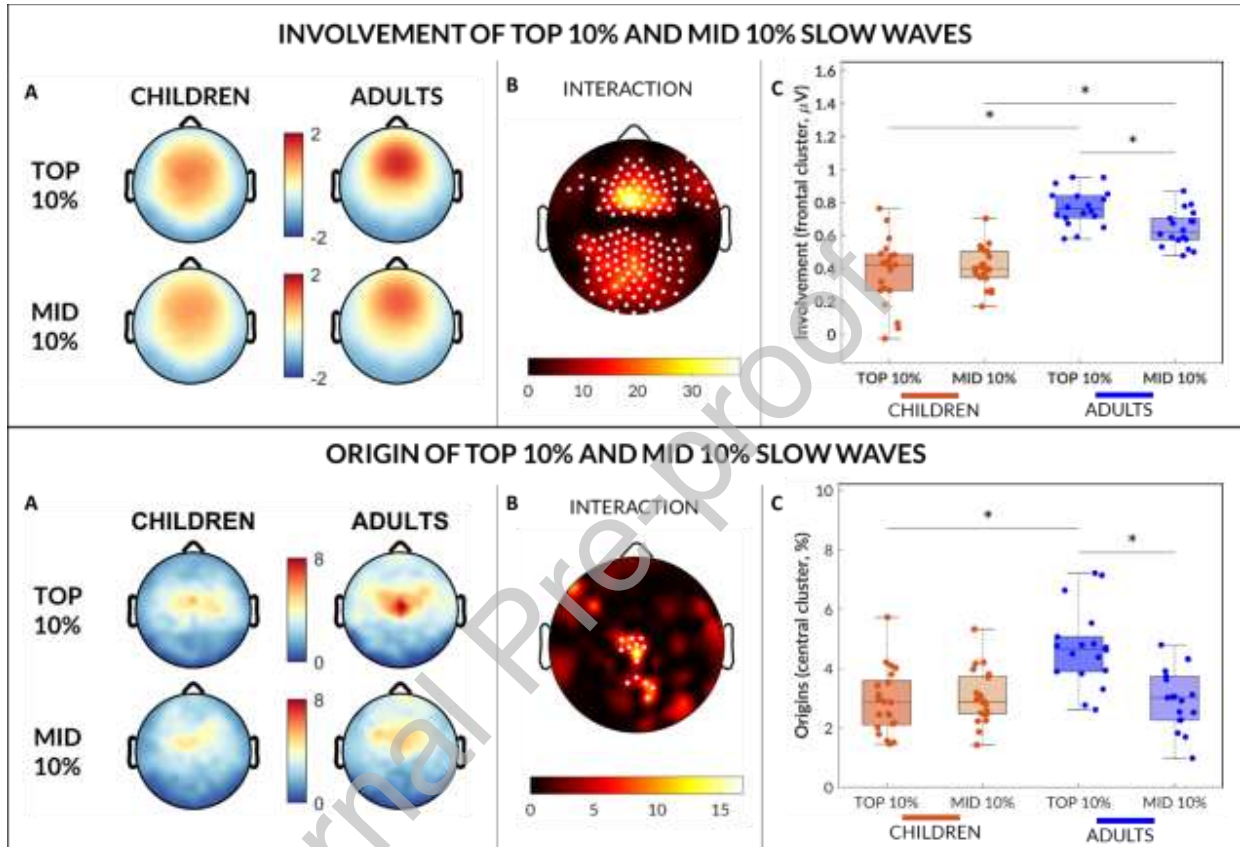 INVOLVEMENT OF TOP 10% AND MID 10% SLOW WAVES
A
CHILDREN
ADULTS
TOP
10%
2
-2
MID
10%
2
-2
B
INTERACTION
0 10 20 30
C
Involvement (frontal cluster, μV)
1.6
1.4
1.2
1
0.8
0.6
0.4
0.2
0
*
*
*
TOP 10% MID 10% TOP 10% MID 10%
CHILDREN ADULTS
ORIGIN OF TOP 10% AND MID 10% SLOW WAVES
A
CHILDREN
ADULTS
TOP
10%
8
0
MID
10%
8
0
B
INTERACTION
0 5 10 15
C
Origins (central cluster, %)
10
8
6
4
2
0
*
*
TOP 10% MID 10% TOP 10% MID 10%
CHILDREN ADULTS
rnal Pre-proof